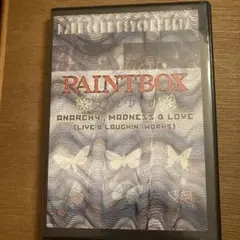 PAINTBOX
ANARCHY, MADNESS & LOVE
(LIVE & LAUGHIN' WORKS)